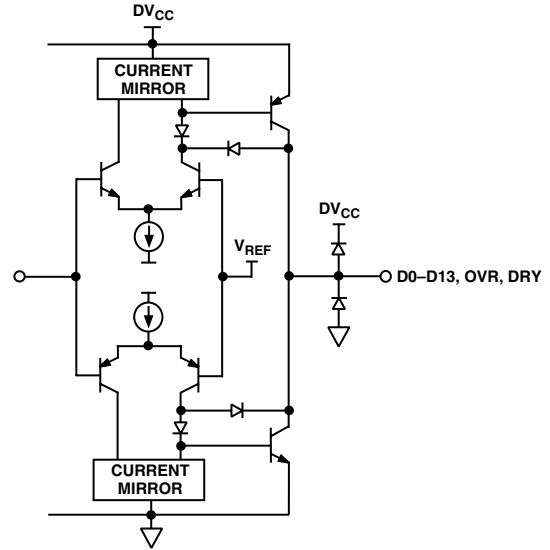 DVCC
CURRENT
MIRROR
DVCC
VREF
D0–D13, OVR, DRY
CURRENT
MIRROR